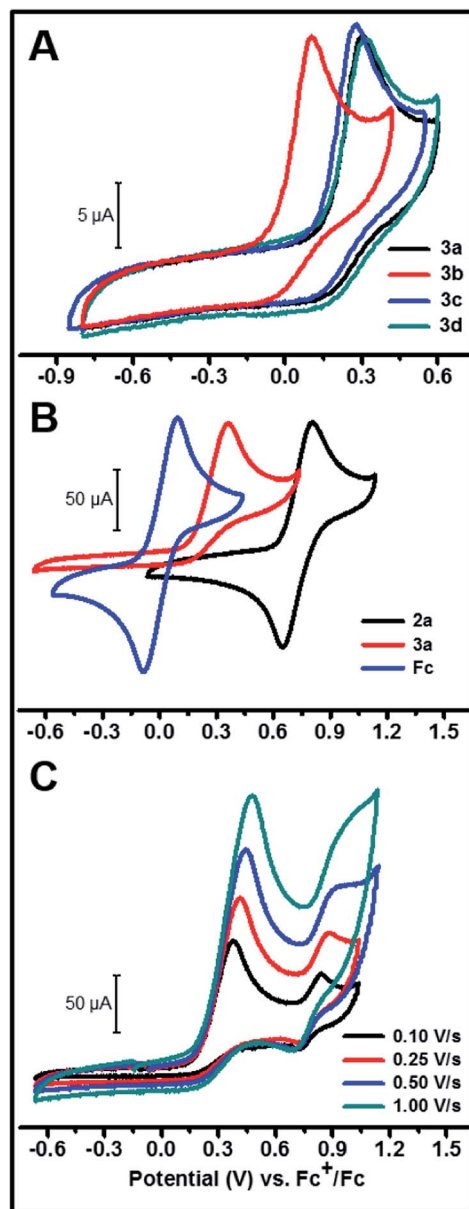 A
5 µA
3a
3b
3c
3d
-0.9 -0.6 -0.3 0.0 0.3 0.6
B
50 µA
2a
3a
Fc
-0.6 -0.3 0.0 0.3 0.6 0.9 1.2 1.5
C
50 µA
0.10 V/s
0.25 V/s
0.50 V/s
1.00 V/s
-0.6 -0.3 0.0 0.3 0.6 0.9 1.2 1.5
Potential (V) vs. Fc⁺/Fc